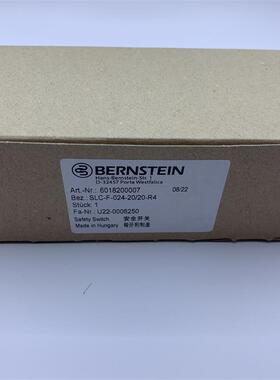 BERNSTEIN
Hans-Bernstein-Str. 1
D-32457 Porta Westfalica
Art.-Nr.: 6018200007 08/22
Bez.: SLC-F-024-20/20-R4
Stück: 1
Fa-Nr.: U22-0006250
Safety Switch 安全开关
Made in Hungary 匈牙利制造